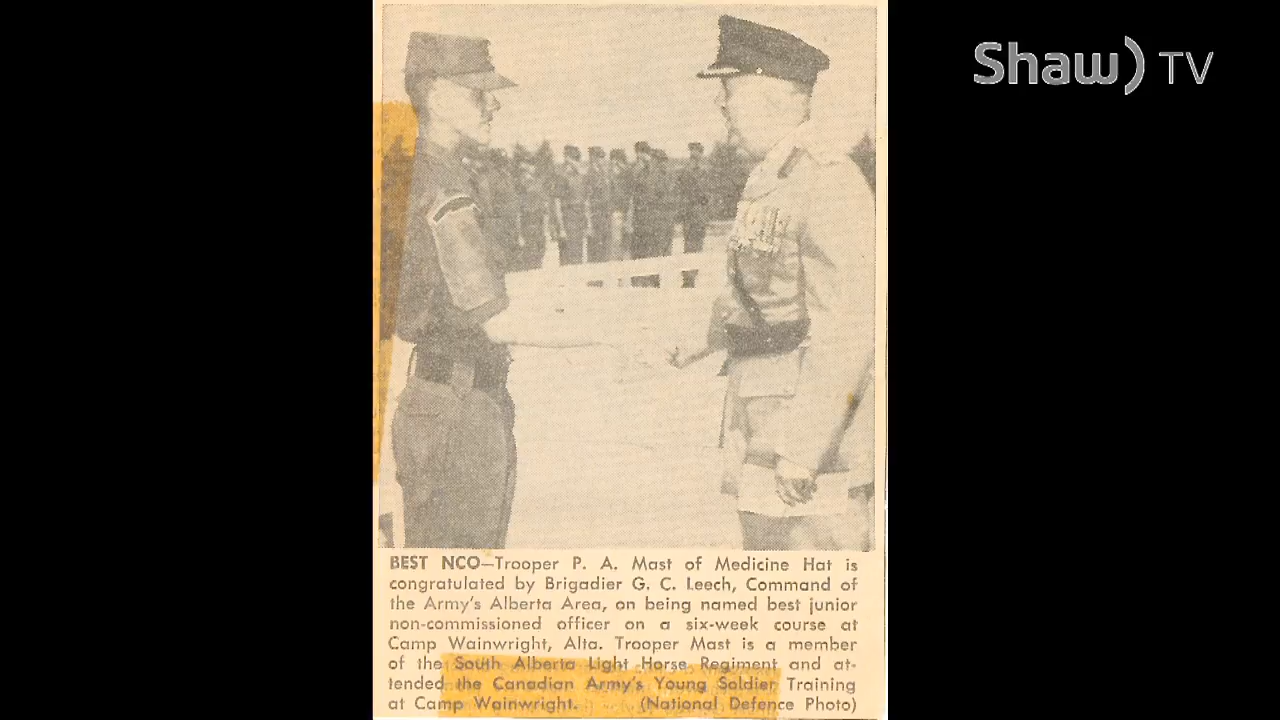 Shaw) TV
BEST NCO—Trooper P. A. Mast of Medicine Hat is
congratulated by Brigadier G. C. Leech, Command of
the Army's Alberta Area, on being named best junior
non-commissioned officer on a six-week course at
Camp Wainwright, Alta. Trooper Mast is a member
of the South Alberta Light Horse Regiment and at-
tended the Canadian Army's Young Soldier Training
at Camp Wainwright. (National Defence Photo)